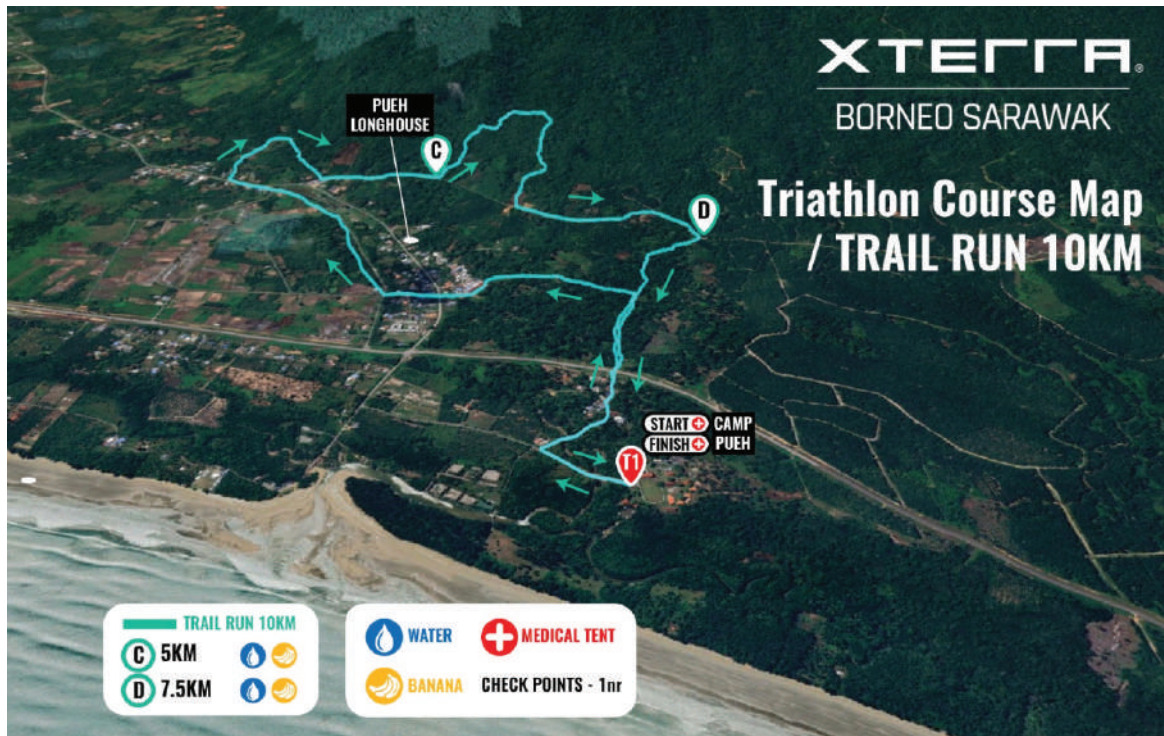 XTERRA®
BORNEO SARAWAK
Triathlon Course Map
/ TRAIL RUN 10KM
PUEH
LONGHOUSE
C
D
START CAMP
FINISH PUEH
T1
TRAIL RUN 10KM
C 5KM
D 7.5KM
WATER
MEDICAL TENT
BANANA
CHECK POINTS - 1nr